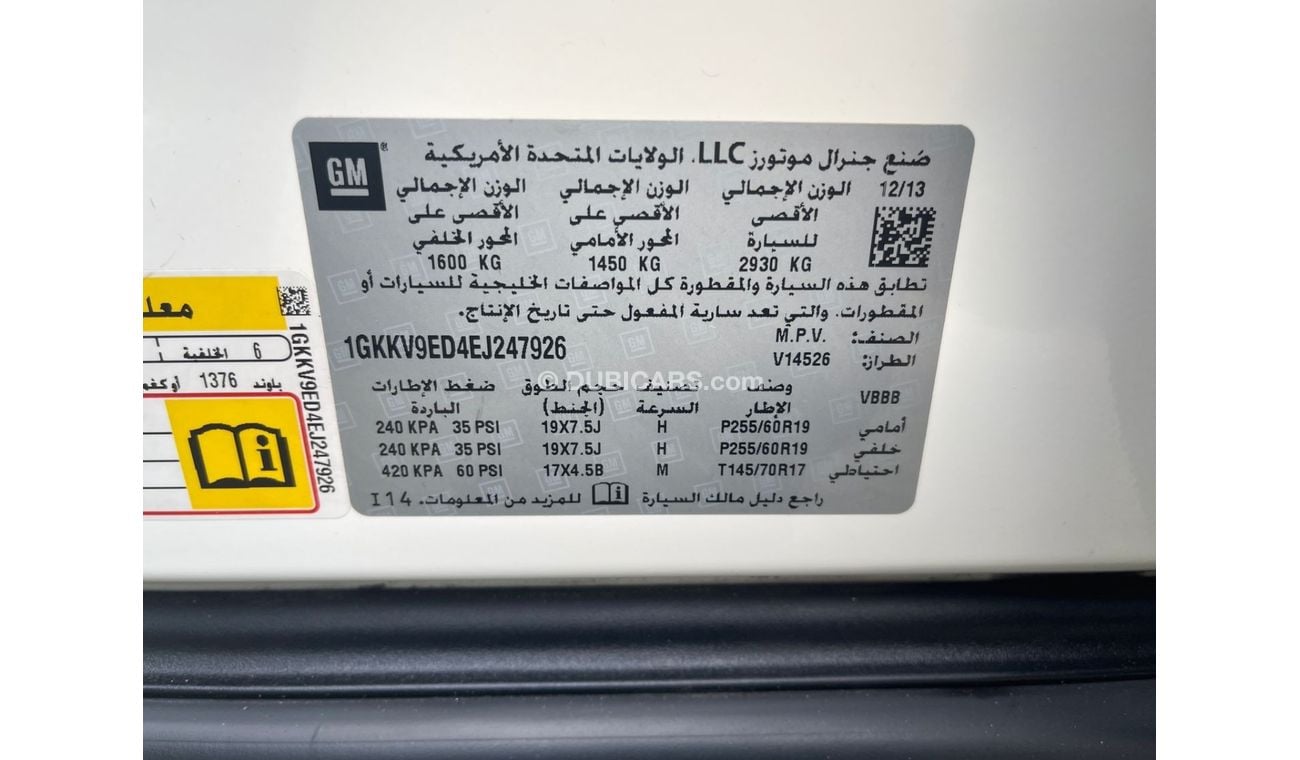 GM
صُنع جنرال موتورز LLC، الولايات المتحدة الأمريكية
12/13 الوزن الإجمالي الوزن الإجمالي الوزن الإجمالي
الأقصى الأقصى على الأقصى على
للسيارة المحور الأمامي المحور الخلفي
2930 KG 1450 KG 1600 KG
تطابق هذه السيارة والمقطورة كل المواصفات الخليجية للسيارات أو
المقطورات، والتي تعد سارية المفعول حتى تاريخ الإنتاج.
الصنف: M.P.V.
1GKKV9ED4EJ247926
الطراز: V14526
© DUBICARS.com
VBBB وصف تصنيف حجم الطوق ضغط الإطارات
الإطار السرعة (الجنط) الباردة
أمامي P255/60R19 H 19X7.5J 240 KPA 35 PSI
خلفي P255/60R19 H 19X7.5J 240 KPA 35 PSI
احتياطي T145/70R17 M 17X4.5B 420 KPA 60 PSI
راجع دليل مالك السيارة للمزيد من المعلومات. I14
الخلفية 6
باوند 1376
1GKKV9ED4EJ247926